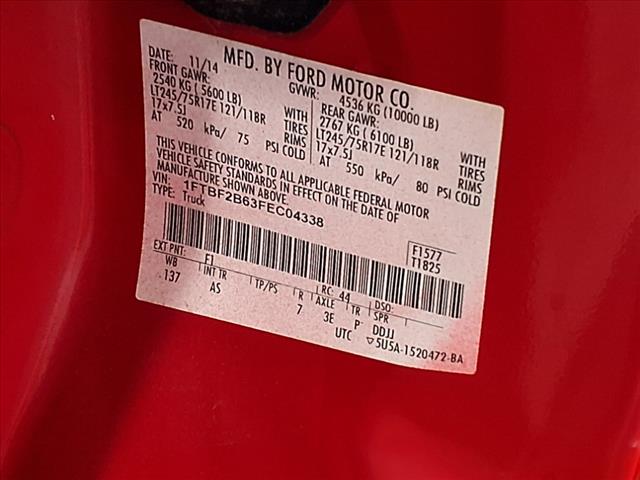 MFD. BY FORD MOTOR CO.
DATE: 11/14 GVWR: 4536 KG (10000 LB)
FRONT GAWR: REAR GAWR:
2540 KG (5600 LB) WITH 2767 KG (6100 LB) WITH
LT245/75R17E 121/118R TIRES LT245/75R17E 121/118R TIRES
17x7.5J RIMS 17x7.5J RIMS
AT 520 kPa/ 75 PSI COLD AT 550 kPa/ 80 PSI COLD
THIS VEHICLE CONFORMS TO ALL APPLICABLE FEDERAL MOTOR
VEHICLE SAFETY STANDARDS IN EFFECT ON THE DATE OF
MANUFACTURE SHOWN ABOVE.
VIN: 1FTBF2B63FEC04338
TYPE: Truck
F1577
T1825
EXT PNT: F1 RC: 44 DSO:
WB INT TR TP/PS R AXLE TR SPR
137 AS 7 3E P DDJJ
UTC ▽5U5A-1520472-BA